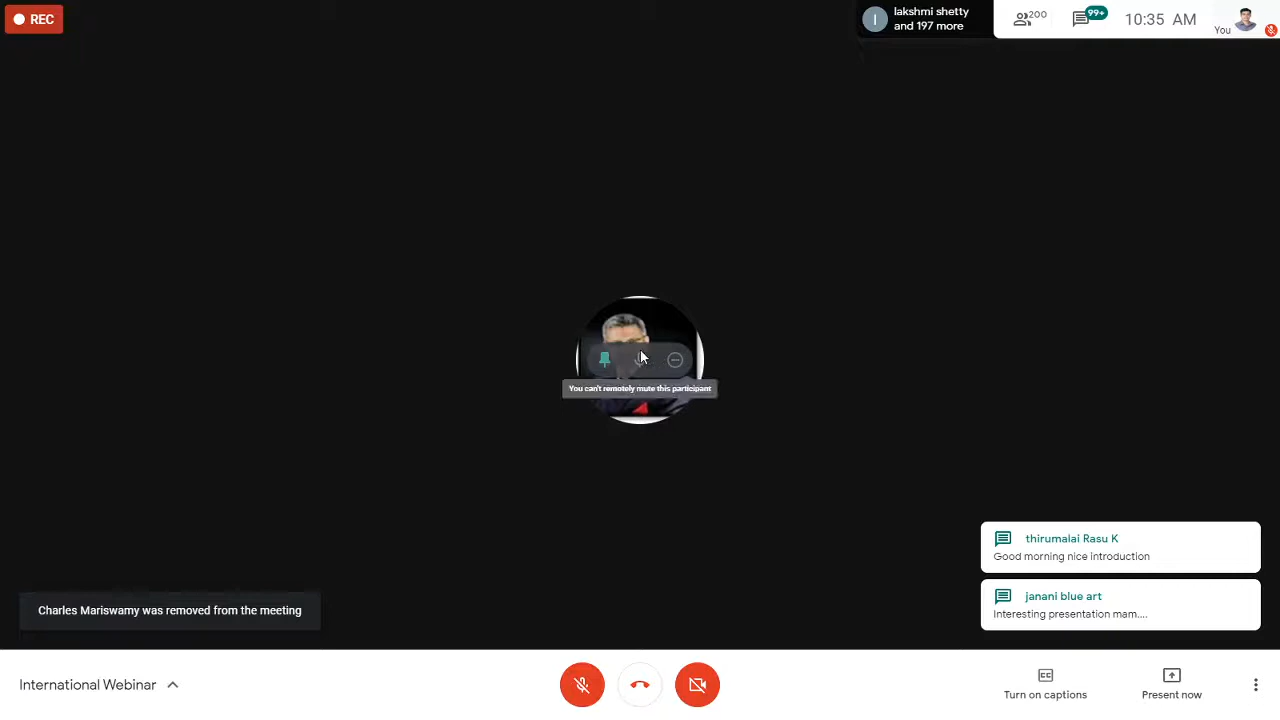 REC
l
lakshmi shetty
and 197 more
200
99+
10:35 AM
You
You can't remotely mute this participant
thirumalai Rasu K
Good morning nice introduction
janani blue art
Interesting presentation mam....
Charles Mariswamy was removed from the meeting
International Webinar
CC
Turn on captions
Present now